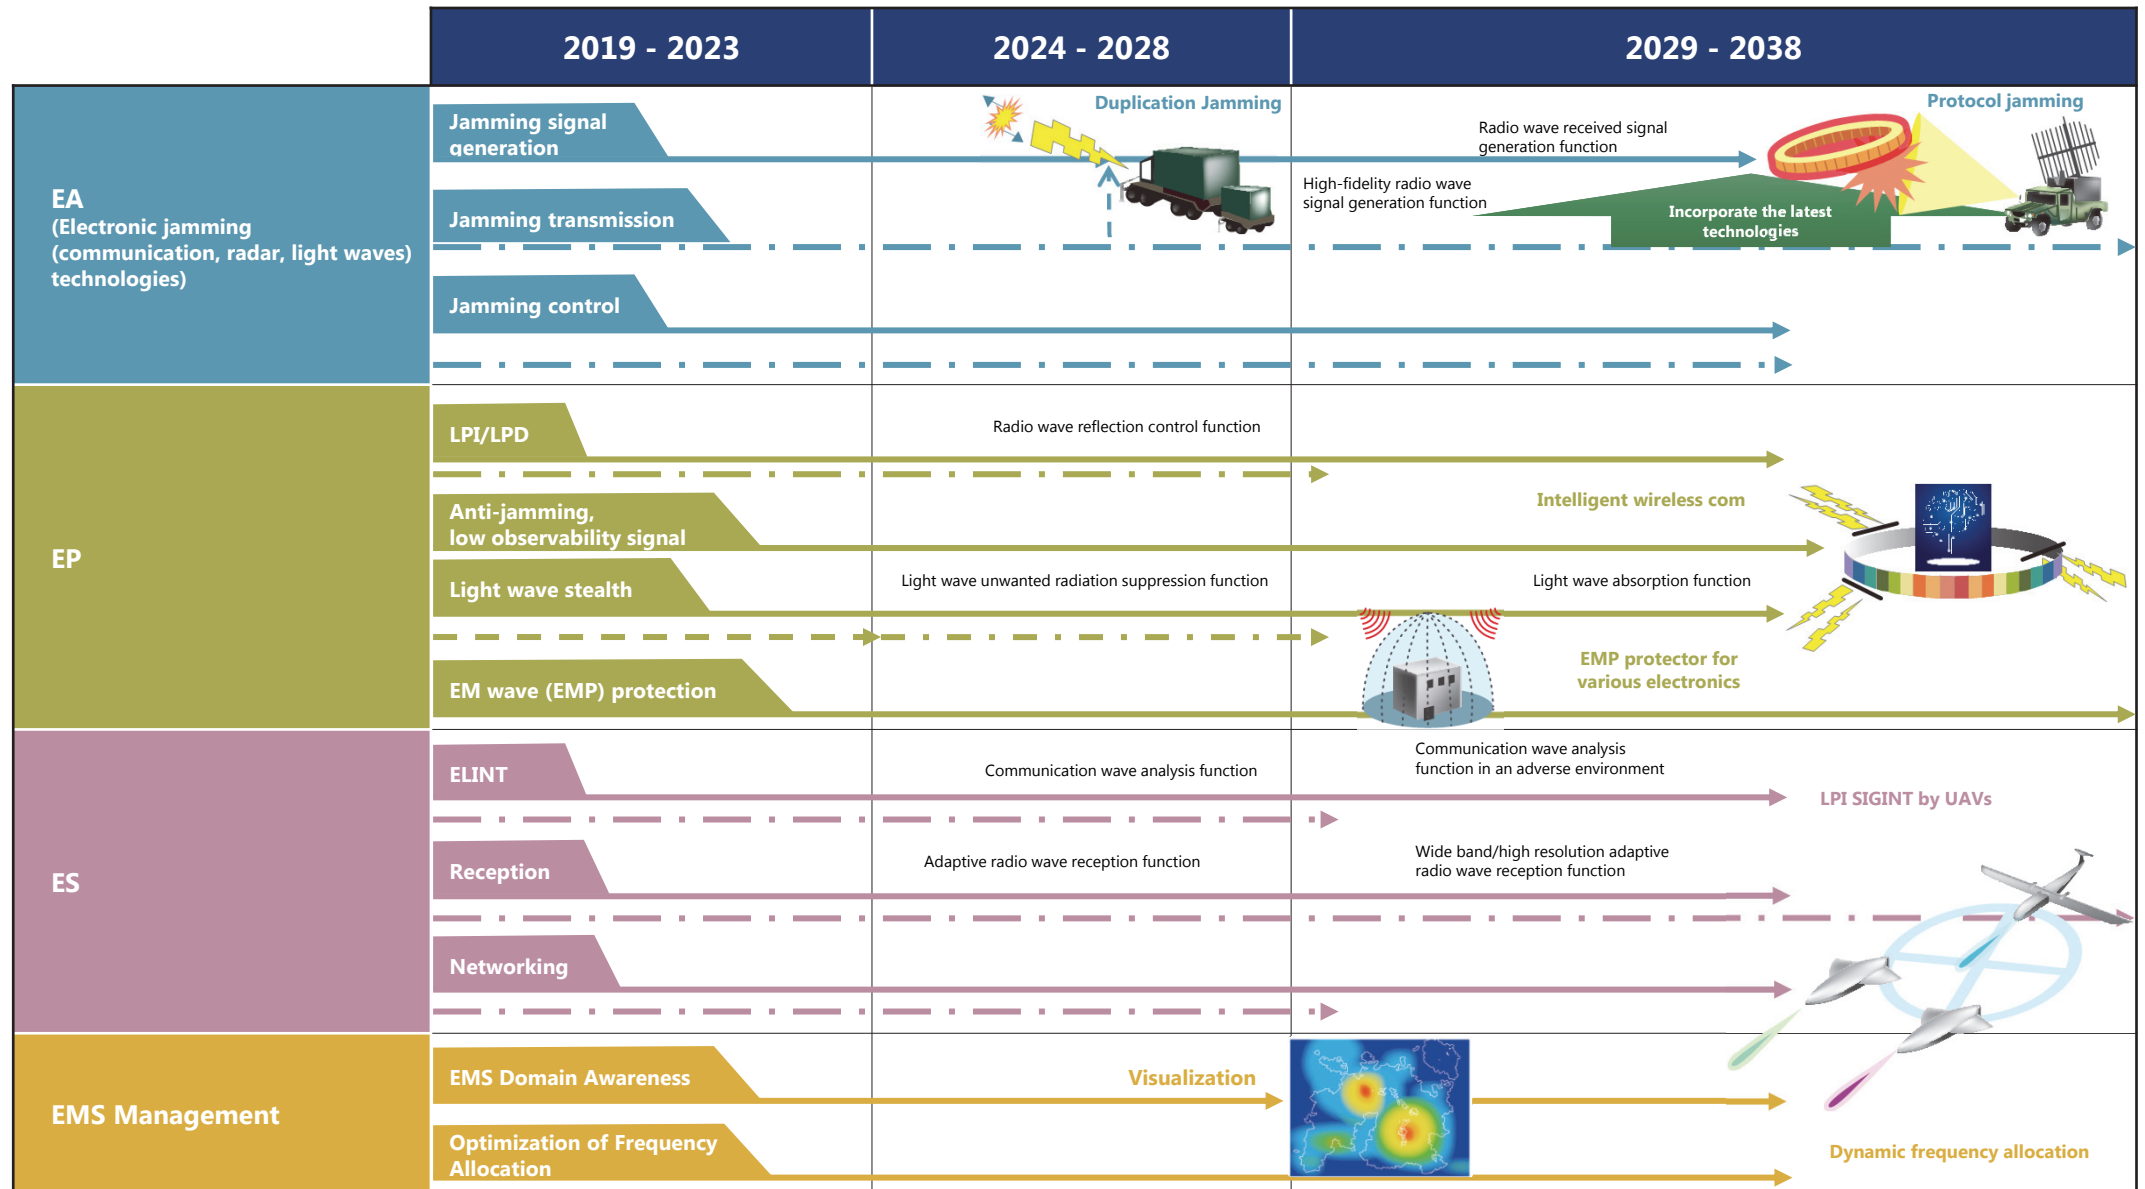 2019 - 2023
2024 - 2028
2029 - 2038
EA
(Electronic jamming
(communication, radar, light waves)
technologies)
Jamming signal
generation
Duplication Jamming
Radio wave received signal
generation function
Protocol jamming
Jamming transmission
High-fidelity radio wave
signal generation function
Incorporate the latest
technologies
Jamming control
EP
LPI/LPD
Radio wave reflection control function
Anti-jamming,
low observability signal
Intelligent wireless com
Light wave stealth
Light wave unwanted radiation suppression function
Light wave absorption function
EM wave (EMP) protection
EMP protector for
various electronics
ES
ELINT
Communication wave analysis function
Communication wave analysis
function in an adverse environment
LPI SIGINT by UAVs
Reception
Adaptive radio wave reception function
Wide band/high resolution adaptive
radio wave reception function
Networking
EMS Management
EMS Domain Awareness
Visualization
Optimization of Frequency
Allocation
Dynamic frequency allocation